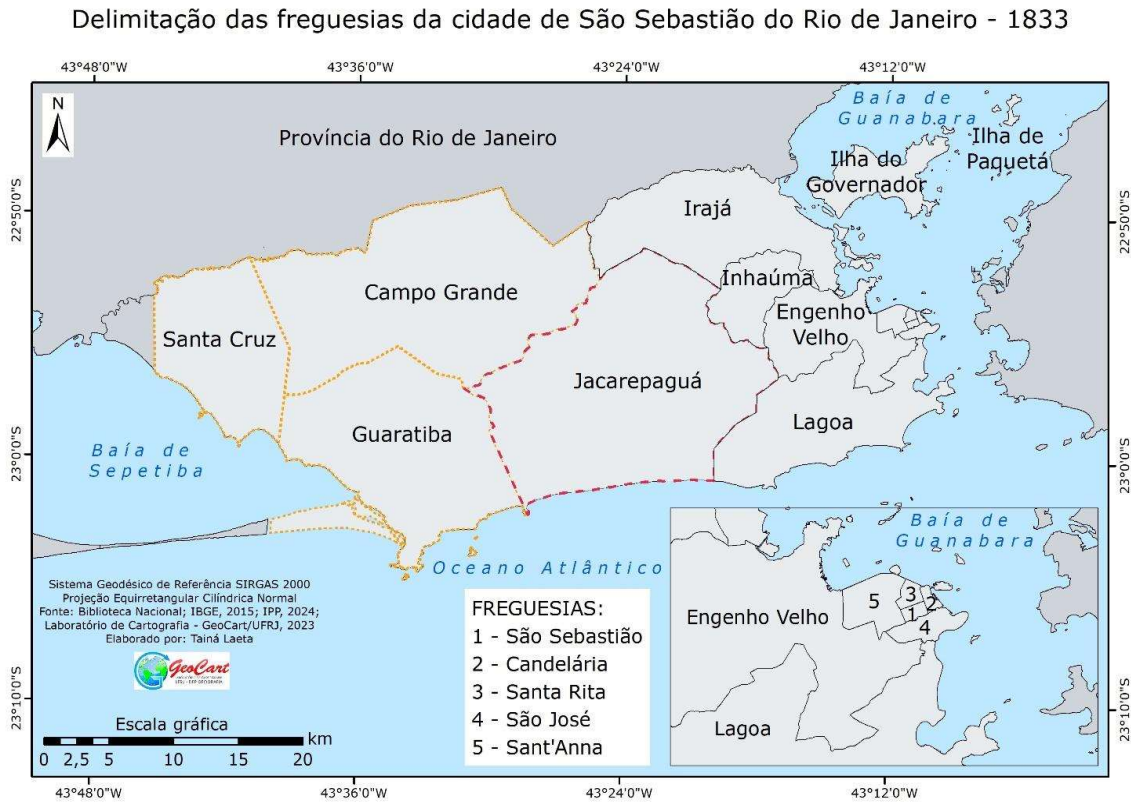 Delimitação das freguesias da cidade de São Sebastião do Rio de Janeiro - 1833
43°48'0"W 43°36'0"W 43°24'0"W 43°12'0"W
N
Baía de
Guanabara
Ilha de
Paquetá
Província do Rio de Janeiro
Ilha do
Governador
22°50'0"S
22°50'0"S
Irajá
Inhaúma
Campo Grande
Engenho
Velho
Santa Cruz
Jacarepaguá
Lagoa
Guaratiba
Baía de
Sepetiba
23°0'0"S
23°0'0"S
Oceano Atlântico
Sistema Geodésico de Referência SIRGAS 2000
Projeção Equirretangular Cilíndrica Normal
Fonte: Biblioteca Nacional; IBGE, 2015; IPP, 2024;
Laboratório de Cartografia - GeoCart/UFRJ, 2023
Elaborado por: Tainá Laeta
GeoCart
Escala gráfica
0 2,5 5 10 15 20 km
FREGUESIAS:
1 - São Sebastião
2 - Candelária
3 - Santa Rita
4 - São José
5 - Sant'Anna
Baía de
Guanabara
Engenho Velho
5
3
2
1
4
Lagoa
23°10'0"S
23°10'0"S
43°48'0"W 43°36'0"W 43°24'0"W 43°12'0"W